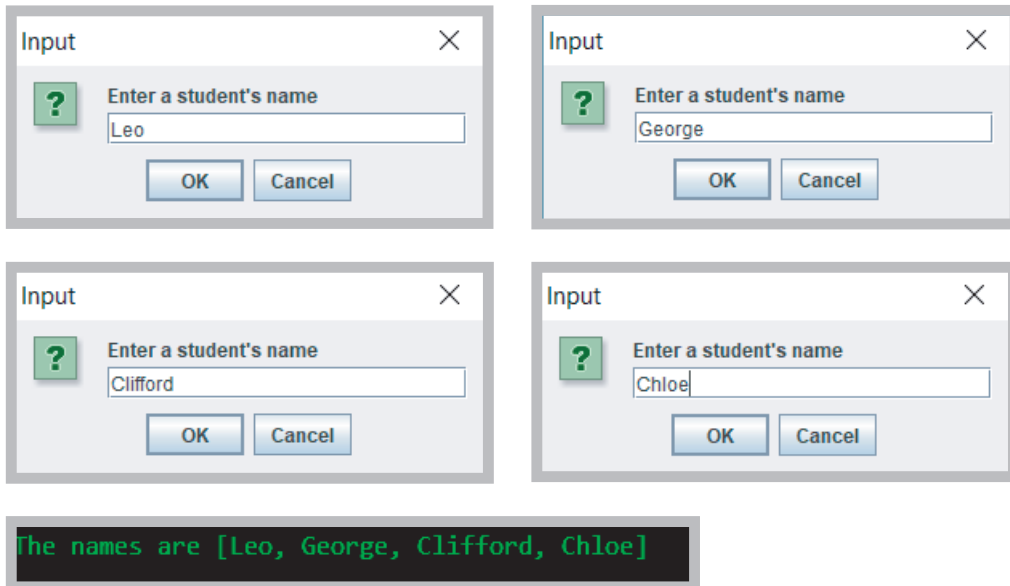 Input
Enter a student's name
Leo
OK Cancel
Input
Enter a student's name
George
OK Cancel
Input
Enter a student's name
Clifford
OK Cancel
Input
Enter a student's name
Chloe
OK Cancel
The names are [Leo, George, Clifford, Chloe]